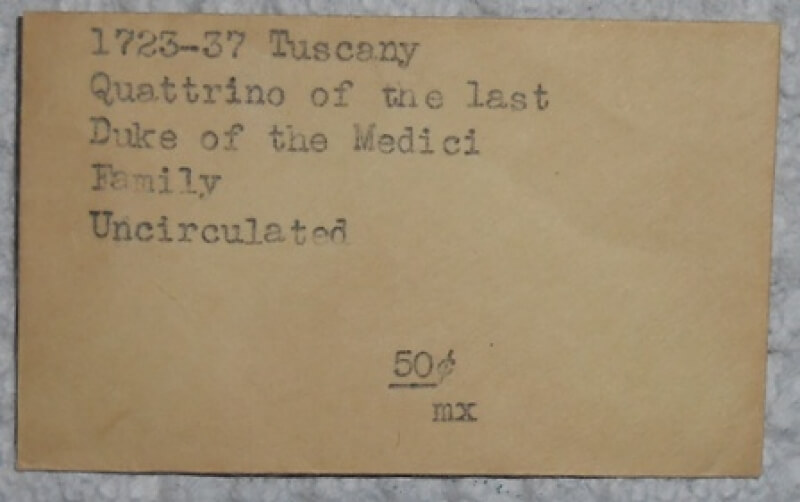 1723-37 Tuscany
Quattrino of the last
Duke of the Medici
Family
Uncirculated
50¢
mx